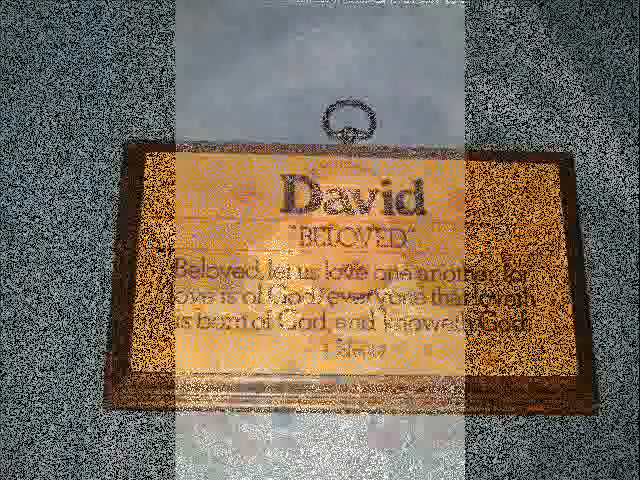 David
"BELOVED"
Beloved, let us love one another: for
love is of God; everyone that loveth
is born of God, and knoweth God